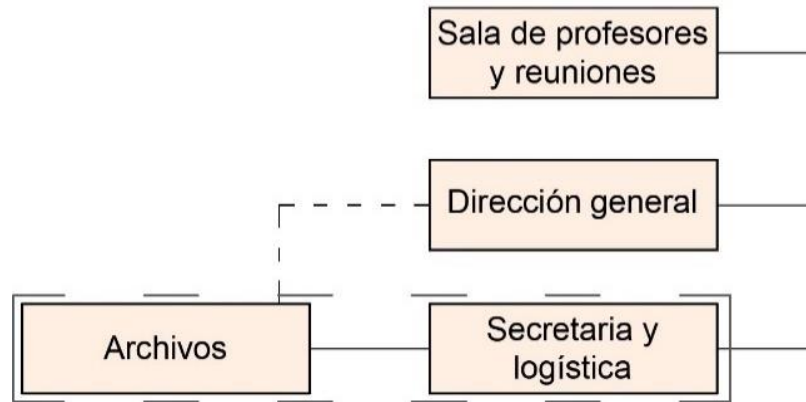 Sala de profesores
y reuniones
Dirección general
Archivos
Secretaria y
logística